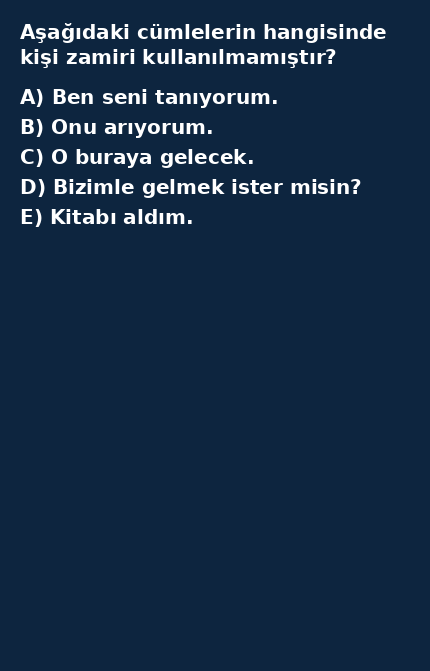 Aşağıdaki cümlelerin hangisinde
kişi zamiri kullanılmamıştır?
A) Ben seni tanıyorum.
B) Onu arıyorum.
C) O buraya gelecek.
D) Bizimle gelmek ister misin?
E) Kitabı aldım.